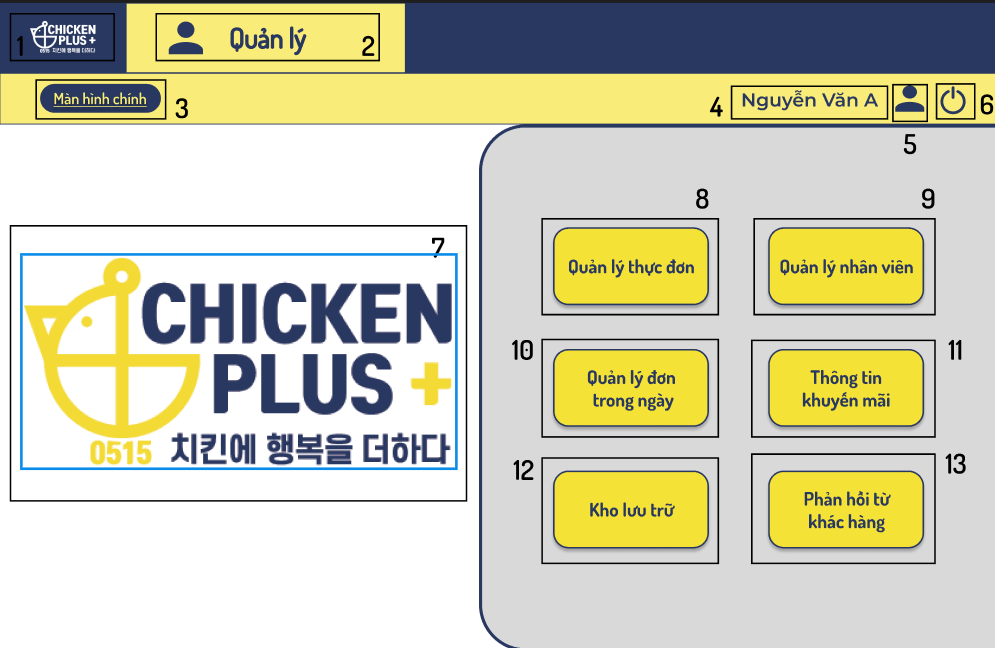 1
CHICKEN
PLUS +
0515 치킨에 행복을 더하다
Quản lý
2
Màn hình chính
3
4
Nguyễn Văn A
5
6
7
CHICKEN
PLUS +
0515 치킨에 행복을 더하다
8
Quản lý thực đơn
9
Quản lý nhân viên
10
Quản lý đơn
trong ngày
11
Thông tin
khuyến mãi
12
Kho lưu trữ
13
Phản hồi từ
khác hàng